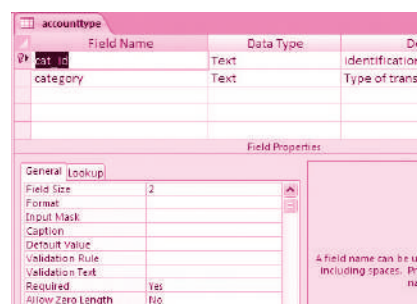 accounttype
Field Name Data Type De
cat_id Text identification
category Text Type of trans
Field Properties
General Lookup
Field Size 2
Format
Input Mask
Caption
Default Value
Validation Rule
Validation Text
Required Yes
Allow Zero Length No
A field name can be u
including spaces. Pr
na